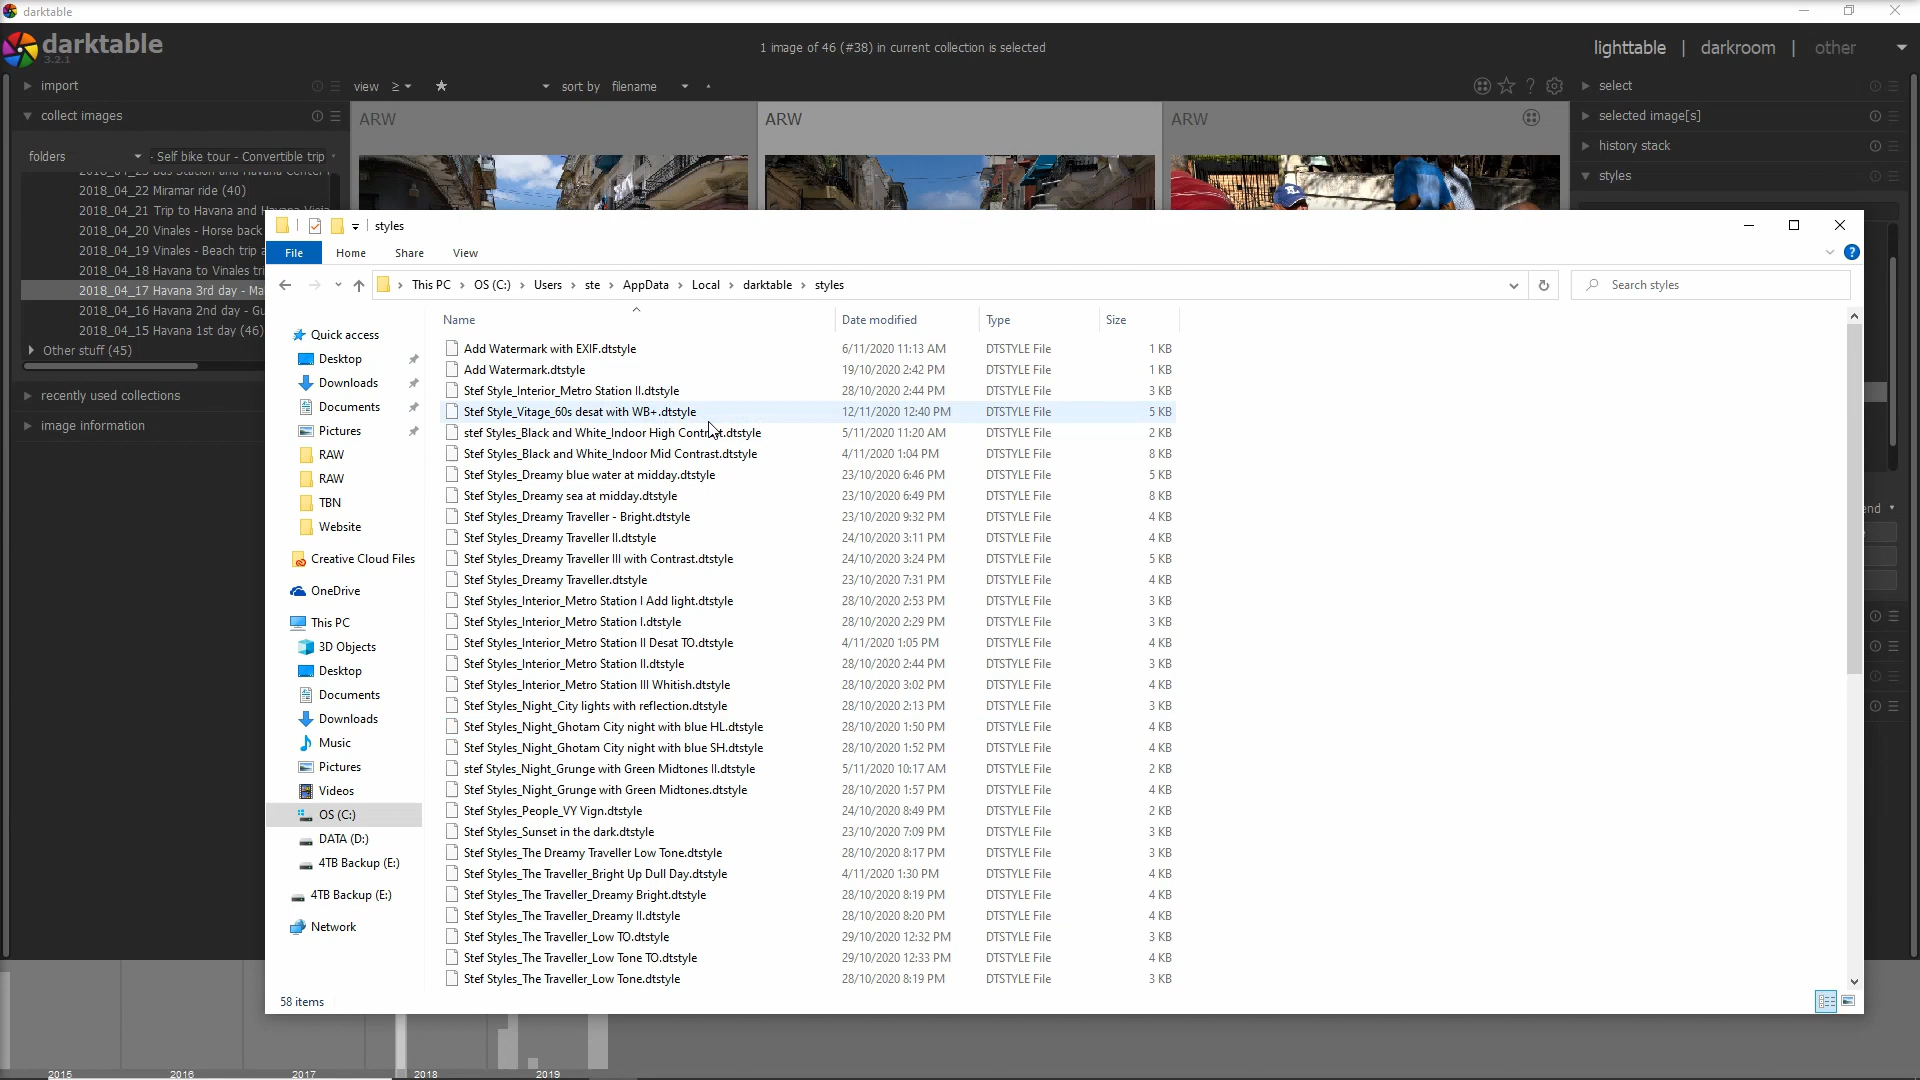 darktable
darktable
3.2.1
1 image of 46 (#38) in current collection is selected
lighttable | darkroom | other
import
view ≥ ★ sort by filename
select
collect images
ARW
ARW
ARW
selected image[s]
history stack
styles
folders
- Self bike tour - Convertible trip
2018_04_22 Miramar ride (40)
2018_04_21 Trip to Havana and Havana Vieja
2018_04_20 Vinales - Horse back
2018_04_19 Vinales - Beach trip a
2018_04_18 Havana to Vinales tri
2018_04_17 Havana 3rd day - Ma
2018_04_16 Havana 2nd day - Gu
2018_04_15 Havana 1st day (46)
Other stuff (45)
recently used collections
image information
styles
File Home Share View
This PC › OS (C:) › Users › ste › AppData › Local › darktable › styles
Search styles
Quick access
Desktop
Downloads
Documents
Pictures
RAW
RAW
TBN
Website
Creative Cloud Files
OneDrive
This PC
3D Objects
Desktop
Documents
Downloads
Music
Pictures
Videos
OS (C:)
DATA (D:)
4TB Backup (E:)
4TB Backup (E:)
Network
Name Date modified Type Size
Add Watermark with EXIF.dtstyle 6/11/2020 11:13 AM DTSTYLE File 1 KB
Add Watermark.dtstyle 19/10/2020 2:42 PM DTSTYLE File 1 KB
Stef Style_Interior_Metro Station II.dtstyle 28/10/2020 2:44 PM DTSTYLE File 3 KB
Stef Style_Vitage_60s desat with WB+.dtstyle 12/11/2020 12:40 PM DTSTYLE File 5 KB
stef Styles_Black and White_Indoor High Contrast.dtstyle 5/11/2020 11:20 AM DTSTYLE File 2 KB
Stef Styles_Black and White_Indoor Mid Contrast.dtstyle 4/11/2020 1:04 PM DTSTYLE File 8 KB
Stef Styles_Dreamy blue water at midday.dtstyle 23/10/2020 6:46 PM DTSTYLE File 5 KB
Stef Styles_Dreamy sea at midday.dtstyle 23/10/2020 6:49 PM DTSTYLE File 8 KB
Stef Styles_Dreamy Traveller - Bright.dtstyle 23/10/2020 9:32 PM DTSTYLE File 4 KB
Stef Styles_Dreamy Traveller II.dtstyle 24/10/2020 3:11 PM DTSTYLE File 4 KB
Stef Styles_Dreamy Traveller III with Contrast.dtstyle 24/10/2020 3:24 PM DTSTYLE File 5 KB
Stef Styles_Dreamy Traveller.dtstyle 23/10/2020 7:31 PM DTSTYLE File 4 KB
Stef Styles_Interior_Metro Station I Add light.dtstyle 28/10/2020 2:53 PM DTSTYLE File 3 KB
Stef Styles_Interior_Metro Station I.dtstyle 28/10/2020 2:29 PM DTSTYLE File 3 KB
Stef Styles_Interior_Metro Station II Desat TO.dtstyle 4/11/2020 1:05 PM DTSTYLE File 4 KB
Stef Styles_Interior_Metro Station II.dtstyle 28/10/2020 2:44 PM DTSTYLE File 3 KB
Stef Styles_Interior_Metro Station III Whitish.dtstyle 28/10/2020 3:02 PM DTSTYLE File 4 KB
Stef Styles_Night_City lights with reflection.dtstyle 28/10/2020 2:13 PM DTSTYLE File 3 KB
Stef Styles_Night_Ghotam City night with blue HL.dtstyle 28/10/2020 1:50 PM DTSTYLE File 4 KB
Stef Styles_Night_Ghotam City night with blue SH.dtstyle 28/10/2020 1:52 PM DTSTYLE File 4 KB
stef Styles_Night_Grunge with Green Midtones II.dtstyle 5/11/2020 10:17 AM DTSTYLE File 2 KB
Stef Styles_Night_Grunge with Green Midtones.dtstyle 28/10/2020 1:57 PM DTSTYLE File 4 KB
Stef Styles_People_VY Vign.dtstyle 24/10/2020 8:49 PM DTSTYLE File 2 KB
Stef Styles_Sunset in the dark.dtstyle 23/10/2020 7:09 PM DTSTYLE File 3 KB
Stef Styles_The Dreamy Traveller Low Tone.dtstyle 28/10/2020 8:17 PM DTSTYLE File 3 KB
Stef Styles_The Traveller_Bright Up Dull Day.dtstyle 4/11/2020 1:30 PM DTSTYLE File 4 KB
Stef Styles_The Traveller_Dreamy Bright.dtstyle 28/10/2020 8:19 PM DTSTYLE File 4 KB
Stef Styles_The Traveller_Dreamy II.dtstyle 28/10/2020 8:20 PM DTSTYLE File 4 KB
Stef Styles_The Traveller_Low TO.dtstyle 29/10/2020 12:32 PM DTSTYLE File 3 KB
Stef Styles_The Traveller_Low Tone TO.dtstyle 29/10/2020 12:33 PM DTSTYLE File 4 KB
Stef Styles_The Traveller_Low Tone.dtstyle 28/10/2020 8:19 PM DTSTYLE File 3 KB
58 items
end
2015 2016 2017 2018 2019